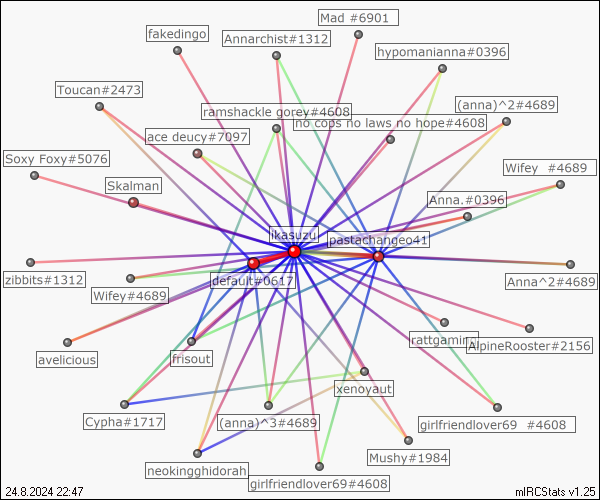 Mad #6901
fakedingo
Annarchist#1312
hypomanianna#0396
Toucan#2473
ramshackle gorey#4608
(anna)^2#4689
no cops no laws no hope#4608
ace deucy#7097
Soxy Foxy#5076
Wifey #4689
Skalman
Anna.#0396
ikasuzu
pastachangeo41
zibbits#1312
default#0617
Anna^2#4689
Wifey#4689
rattgaming
AlpineRooster#2156
avelicious
frisout
xenoyaut
Cypha#1717
(anna)^3#4689
girlfriendlover69 #4608
Mushy#1984
neokingghidorah
girlfriendlover69#4608
24.8.2024 22:47
mIRCStats v1.25